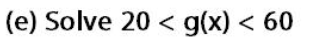 (e) Solve 20 < g(x) < 60